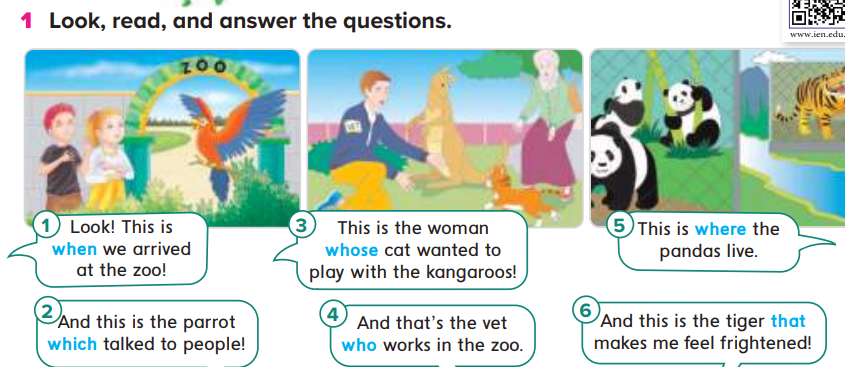 1 Look, read, and answer the questions.
www.ien.edu.
ZOO
VET
1 Look! This is
when we arrived
at the zoo!
2 And this is the parrot
which talked to people!
3 This is the woman
whose cat wanted to
play with the kangaroos!
4 And that's the vet
who works in the zoo.
5 This is where the
pandas live.
6 And this is the tiger that
makes me feel frightened!